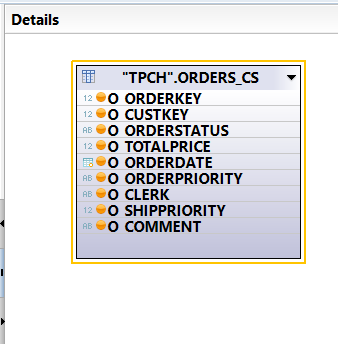 Details
"TPCH".ORDERS_CS
12 O ORDERKEY
12 O CUSTKEY
AB O ORDERSTATUS
12 O TOTALPRICE
O ORDERDATE
AB O ORDERPRIORITY
AB O CLERK
12 O SHIPPRIORITY
AB O COMMENT